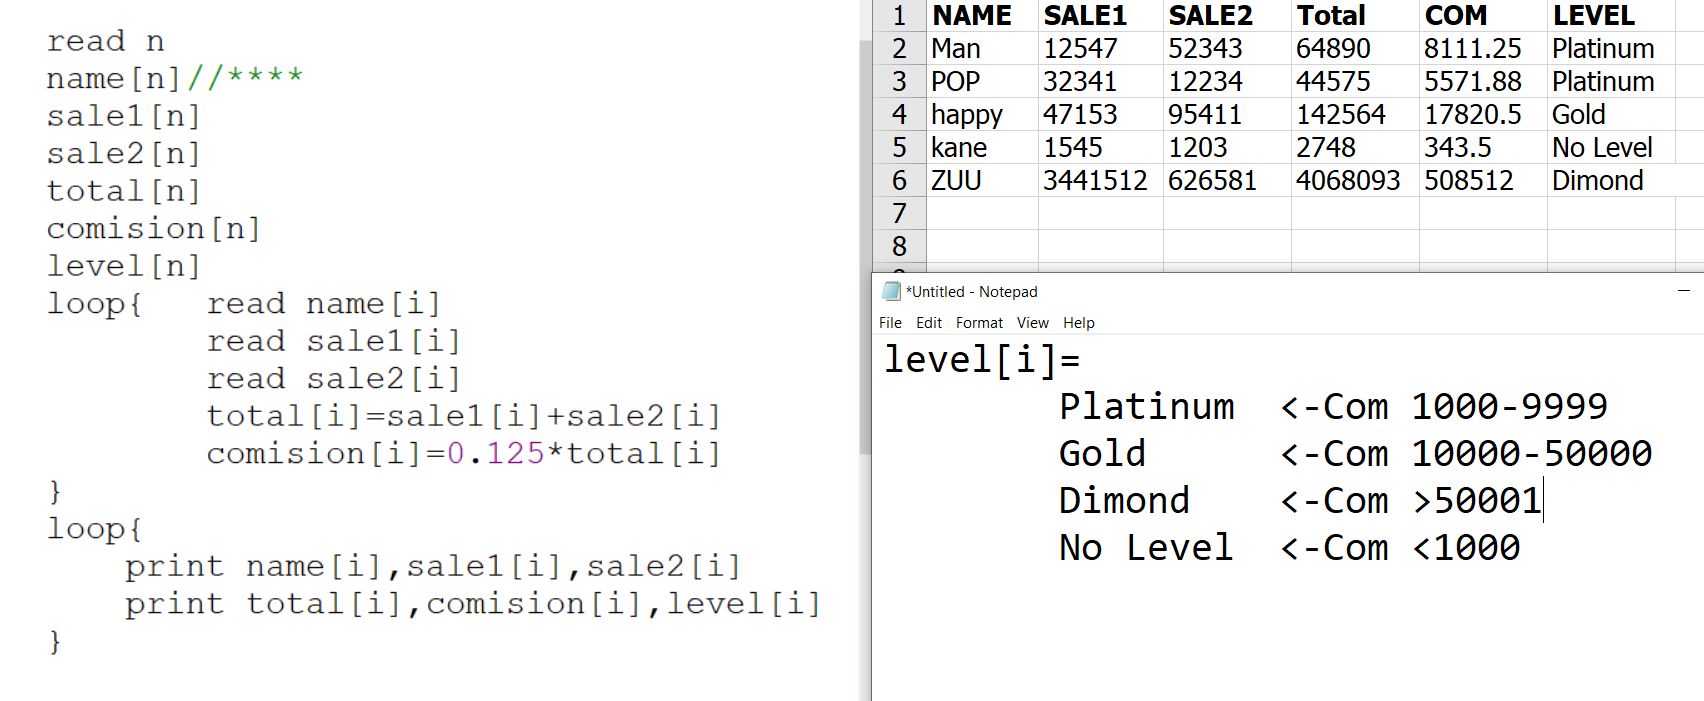 read n
name[n]//****
sale1[n]
sale2[n]
total[n]
comision[n]
level[n]
loop{ read name[i]
read sale1[i]
read sale2[i]
total[i]=sale1[i]+sale2[i]
comision[i]=0.125*total[i]
}
loop{
print name[i],sale1[i],sale2[i]
print total[i],comision[i],level[i]
}
1 NAME SALE1 SALE2 Total COM LEVEL
2 Man 12547 52343 64890 8111.25 Platinum
3 POP 32341 12234 44575 5571.88 Platinum
4 happy 47153 95411 142564 17820.5 Gold
5 kane 1545 1203 2748 343.5 No Level
6 ZUU 3441512 626581 4068093 508512 Dimond
7
8
*Untitled - Notepad
File Edit Format View Help
level[i]=
Platinum <-Com 1000-9999
Gold <-Com 10000-50000
Dimond <-Com >50001
No Level <-Com <1000